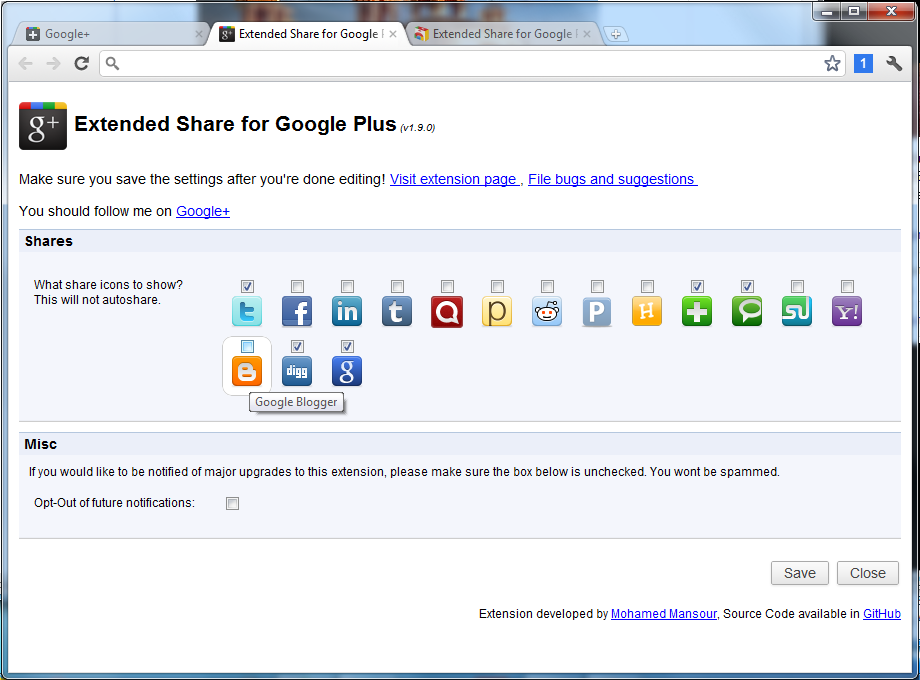 Google+
Extended Share for Google
Extended Share for Google
1
g+ Extended Share for Google Plus (v1.9.0)
Make sure you save the settings after you're done editing! Visit extension page , File bugs and suggestions
You should follow me on Google+
Shares
What share icons to show?
This will not autoshare.
t f in t Q p P H SU Y!
B digg g
Google Blogger
Misc
If you would like to be notified of major upgrades to this extension, please make sure the box below is unchecked. You wont be spammed.
Opt-Out of future notifications:
Save Close
Extension developed by Mohamed Mansour, Source Code available in GitHub